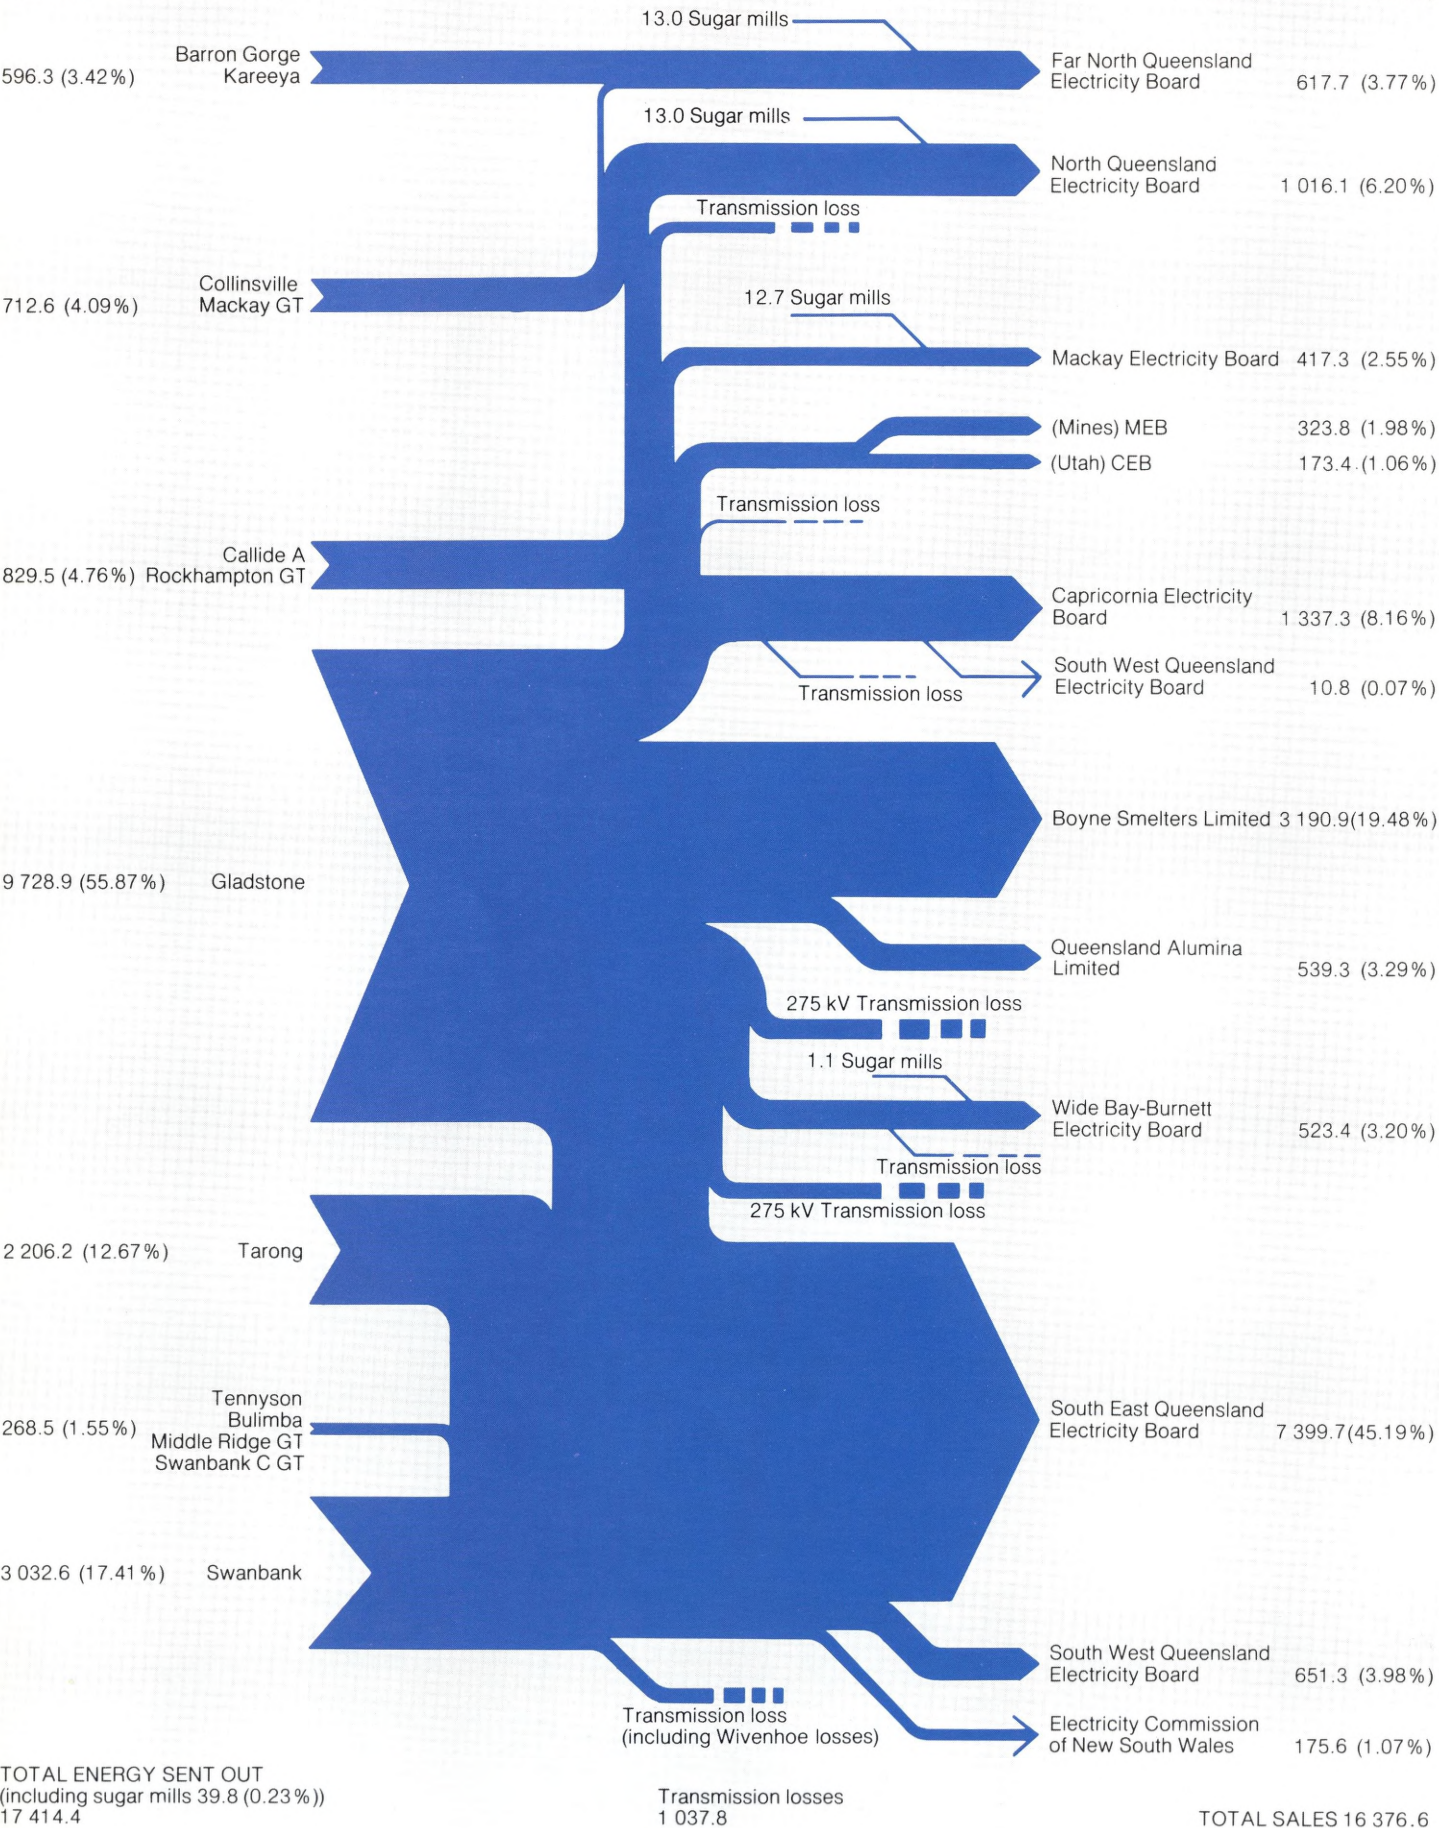 13.0 Sugar mills
Barron Gorge
Kareeya
596.3 (3.42%)
Far North Queensland
Electricity Board
617.7 (3.77%)
13.0 Sugar mills
North Queensland
Electricity Board
1 016.1 (6.20%)
Transmission loss
Collinsville
Mackay GT
712.6 (4.09%)
12.7 Sugar mills
Mackay Electricity Board 417.3 (2.55%)
(Mines) MEB 323.8 (1.98%)
(Utah) CEB 173.4 (1.06%)
Transmission loss
Callide A
829.5 (4.76%) Rockhampton GT
Capricornia Electricity
Board
1 337.3 (8.16%)
South West Queensland
Electricity Board
10.8 (0.07%)
Transmission loss
Boyne Smelters Limited 3 190.9(19.48%)
9 728.9 (55.87%) Gladstone
Queensland Alumina
Limited
539.3 (3.29%)
275 kV Transmission loss
1.1 Sugar mills
Wide Bay-Burnett
Electricity Board
523.4 (3.20%)
Transmission loss
275 kV Transmission loss
2 206.2 (12.67%) Tarong
Tennyson
Bulimba
268.5 (1.55%)
Middle Ridge GT
Swanbank C GT
South East Queensland
Electricity Board
7 399.7(45.19%)
3 032.6 (17.41%) Swanbank
South West Queensland
Electricity Board
651.3 (3.98%)
Transmission loss
(including Wivenhoe losses)
Electricity Commission
of New South Wales
175.6 (1.07%)
TOTAL ENERGY SENT OUT
(including sugar mills 39.8 (0.23%))
17 414.4
Transmission losses
1 037.8
TOTAL SALES 16 376.6